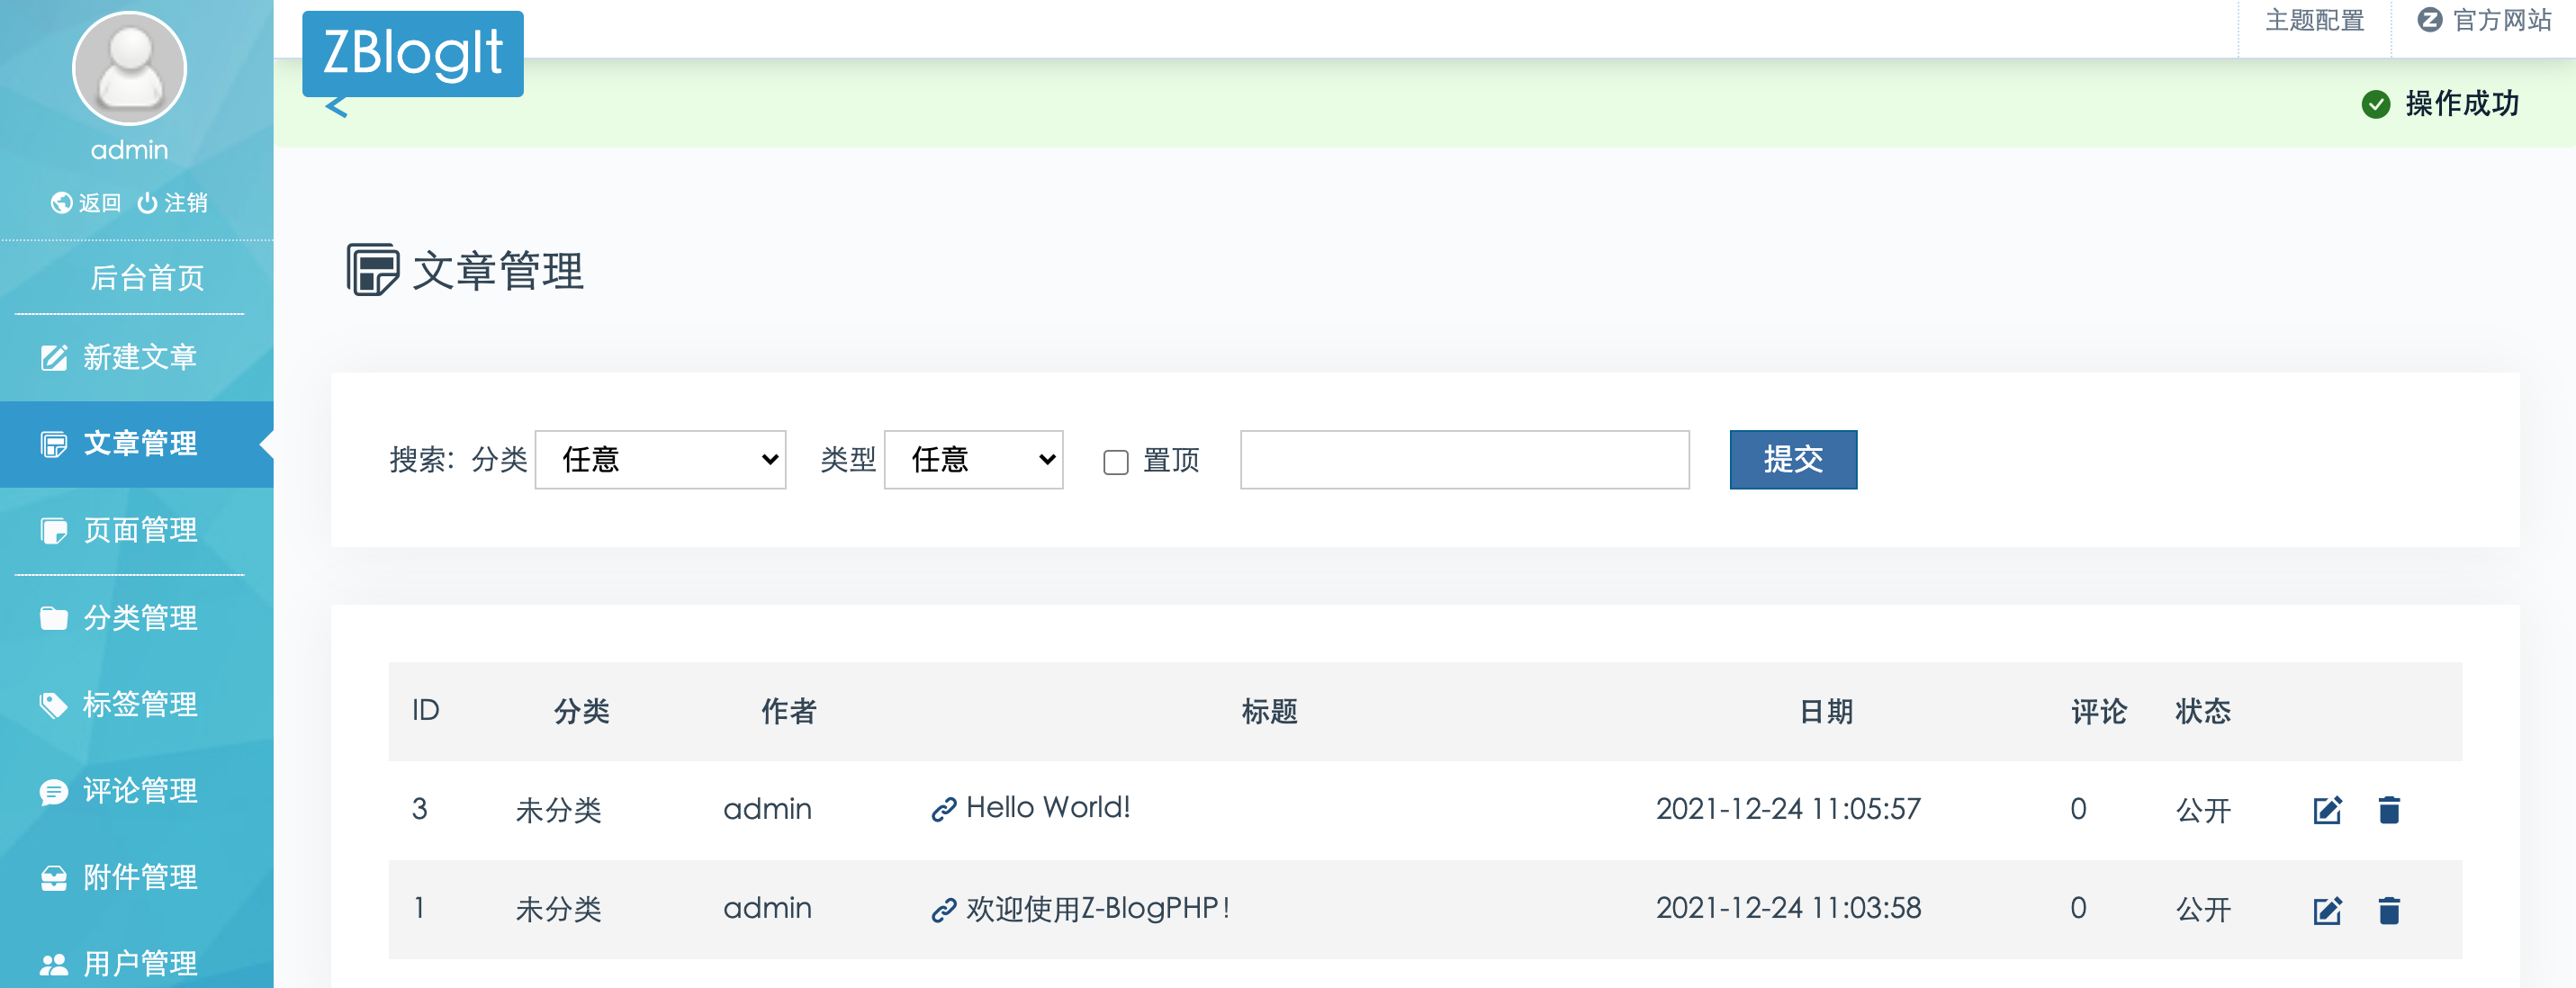 admin
返回 注销
后台首页
新建文章
文章管理
页面管理
分类管理
标签管理
评论管理
附件管理
用户管理
ZBlogIt
主题配置 官方网站
操作成功
文章管理
搜索: 分类 任意 类型 任意 置顶 提交
ID 分类 作者 标题 日期 评论 状态
3 未分类 admin Hello World! 2021-12-24 11:05:57 0 公开
1 未分类 admin 欢迎使用Z-BlogPHP! 2021-12-24 11:03:58 0 公开